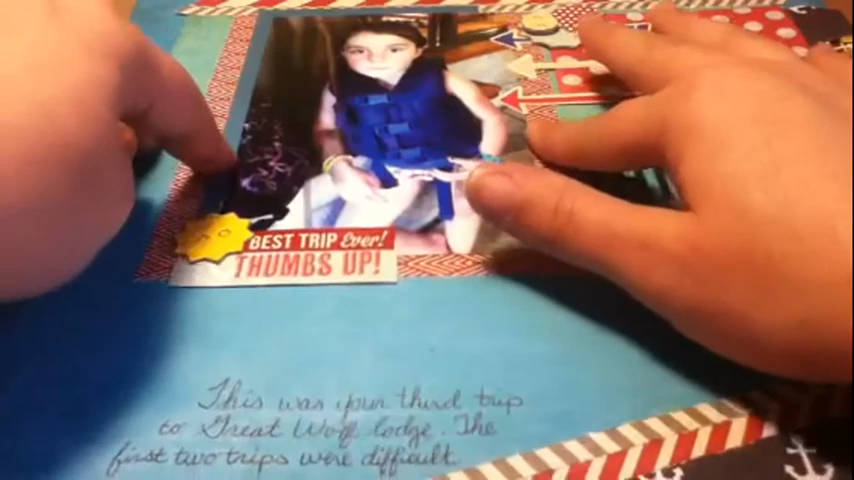 BEST TRIP Ever!
THUMBS UP!
This was your third trip
to Great Wolf lodge. The
first two trips were difficult.